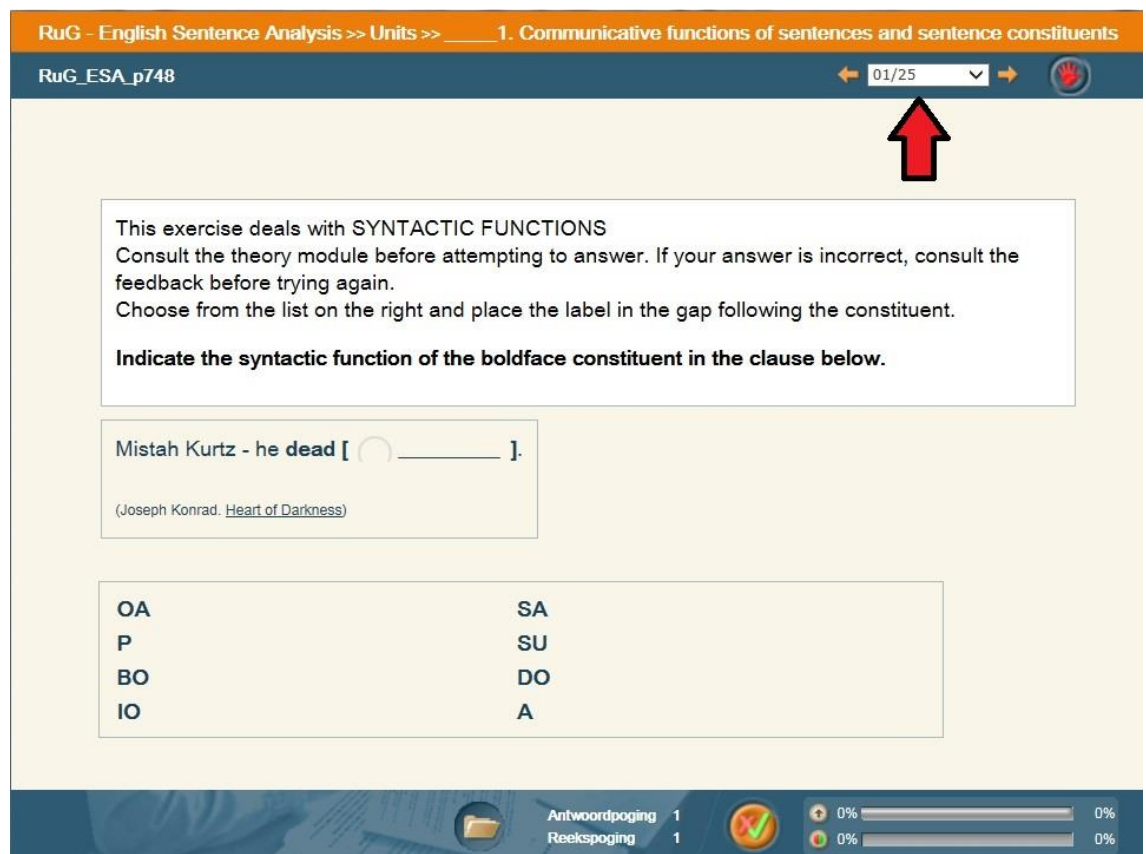 RuG - English Sentence Analysis >> Units >> _____1. Communicative functions of sentences and sentence constituents
RuG_ESA_p748
01/25
This exercise deals with SYNTACTIC FUNCTIONS
Consult the theory module before attempting to answer. If your answer is incorrect, consult the
feedback before trying again.
Choose from the list on the right and place the label in the gap following the constituent.
Indicate the syntactic function of the boldface constituent in the clause below.
Mistah Kurtz - he dead [ _________ ].
(Joseph Konrad. Heart of Darkness)
OA SA
P SU
BO DO
IO A
Antwoordpoging 1
Reekspoging 1
0% 0%
0% 0%